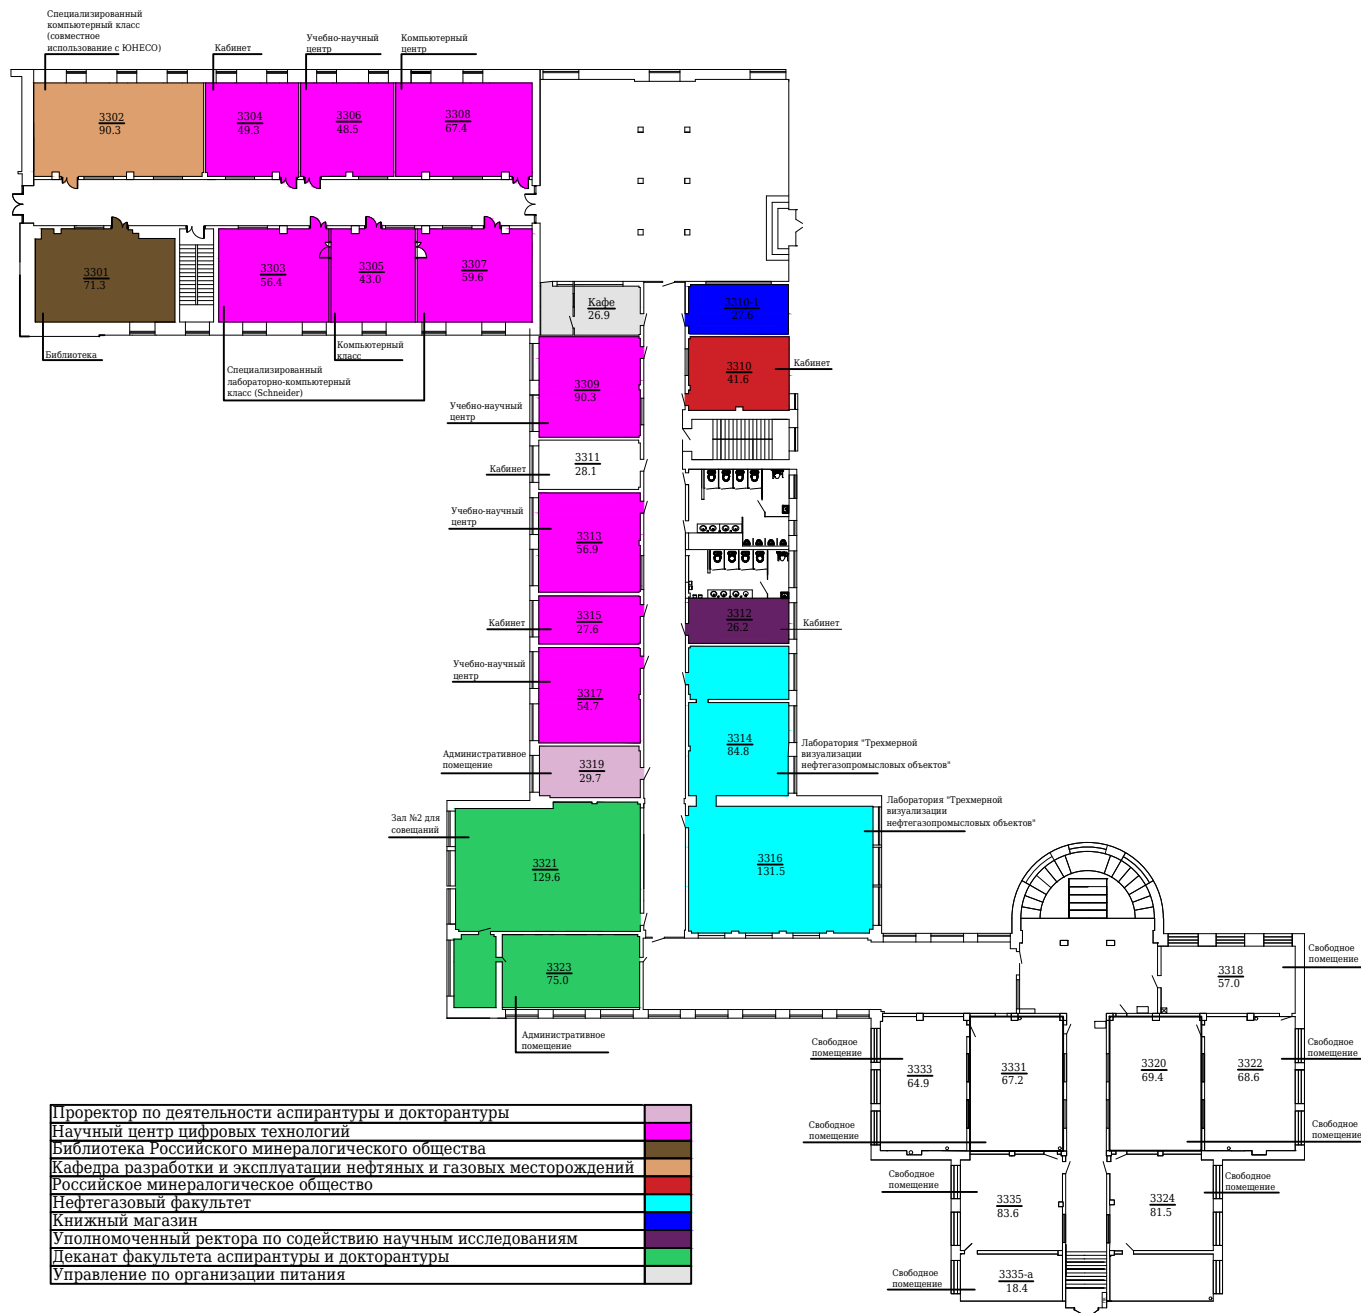 Специализированный
компьютерный класс
(совместное
использование с ЮНЕСО)
Кабинет
Учебно-научный
центр
Компьютерный
центр
3302
90.3
3304
49.3
3306
48.5
3308
67.4
3301
71.3
3303
56.4
3305
43.0
3307
59.6
Библиотека
Специализированный
лабораторно-компьютерный
класс (Schneider)
Компьютерный
класс
Кафе
26.9
3310-1
27.6
3309
90.3
3310
41.6
Кабинет
Учебно-научный
центр
3311
28.1
Кабинет
Учебно-научный
центр
3313
56.9
3315
27.6
Кабинет
3312
26.2
Кабинет
Учебно-научный
центр
3317
54.7
3314
84.8
Лаборатория "Трехмерной
визуализации
нефтегазопромысловых объектов"
Административное
помещение
3319
29.7
Лаборатория "Трехмерной
визуализации
нефтегазопромысловых объектов"
Зал №2 для
совещаний
3321
129.6
3316
131.5
3323
75.0
Административное
помещение
3318
57.0
Свободное
помещение
Свободное
помещение
3333
64.9
3331
67.2
3320
69.4
3322
68.6
Свободное
помещение
Свободное
помещение
Свободное
помещение
Свободное
помещение
3335
83.6
3324
81.5
Свободное
помещение
Свободное
помещение
3335-а
18.4
Проректор по деятельности аспирантуры и докторантуры
Научный центр цифровых технологий
Библиотека Российского минералогического общества
Кафедра разработки и эксплуатации нефтяных и газовых месторождений
Российское минералогическое общество
Нефтегазовый факультет
Книжный магазин
Уполномоченный ректора по содействию научным исследованиям
Деканат факультета аспирантуры и докторантуры
Управление по организации питания